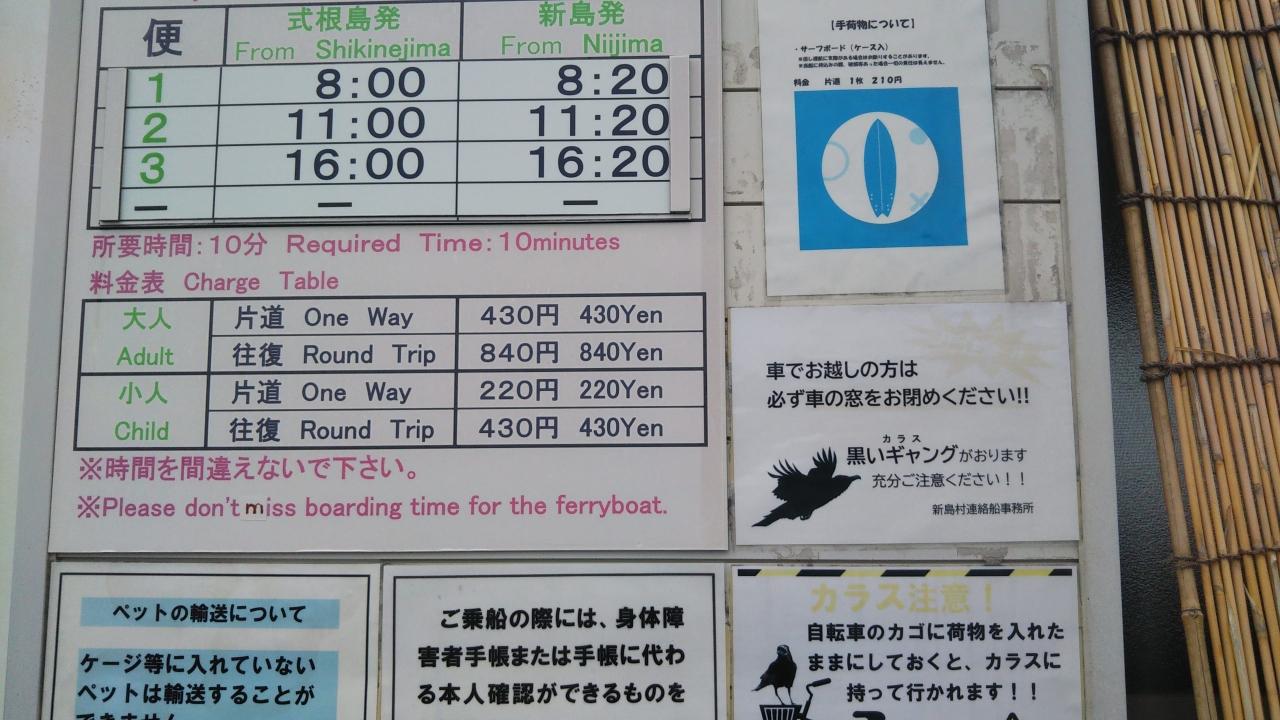 便 式根島発 新島発
From Shikinejima From Niijima
1 8:00 8:20
2 11:00 11:20
3 16:00 16:20
— — —
所要時間:10分 Required Time:10minutes
料金表 Charge Table
大人 片道 One Way 430円 430Yen
Adult 往復 Round Trip 840円 840Yen
小人 片道 One Way 220円 220Yen
Child 往復 Round Trip 430円 430Yen
※時間を間違えないで下さい。
※Please don't miss boarding time for the ferryboat.
【手荷物について】
・サーフボード(ケース入)
料金 片道 1枚 210円
車でお越しの方は
必ず車の窓をお閉めください!!
カラス
黒いギャングがおります
充分ご注意ください!!
新島村連絡船事務所
ペットの輸送について
ケージ等に入れていない
ペットは輸送することが
できません
ご乗船の際には、身体障
害者手帳または手帳に代わ
る本人確認ができるものを
カラス注意!
自転車のカゴに荷物を入れた
ままにしておくと、カラスに
持って行かれます!!